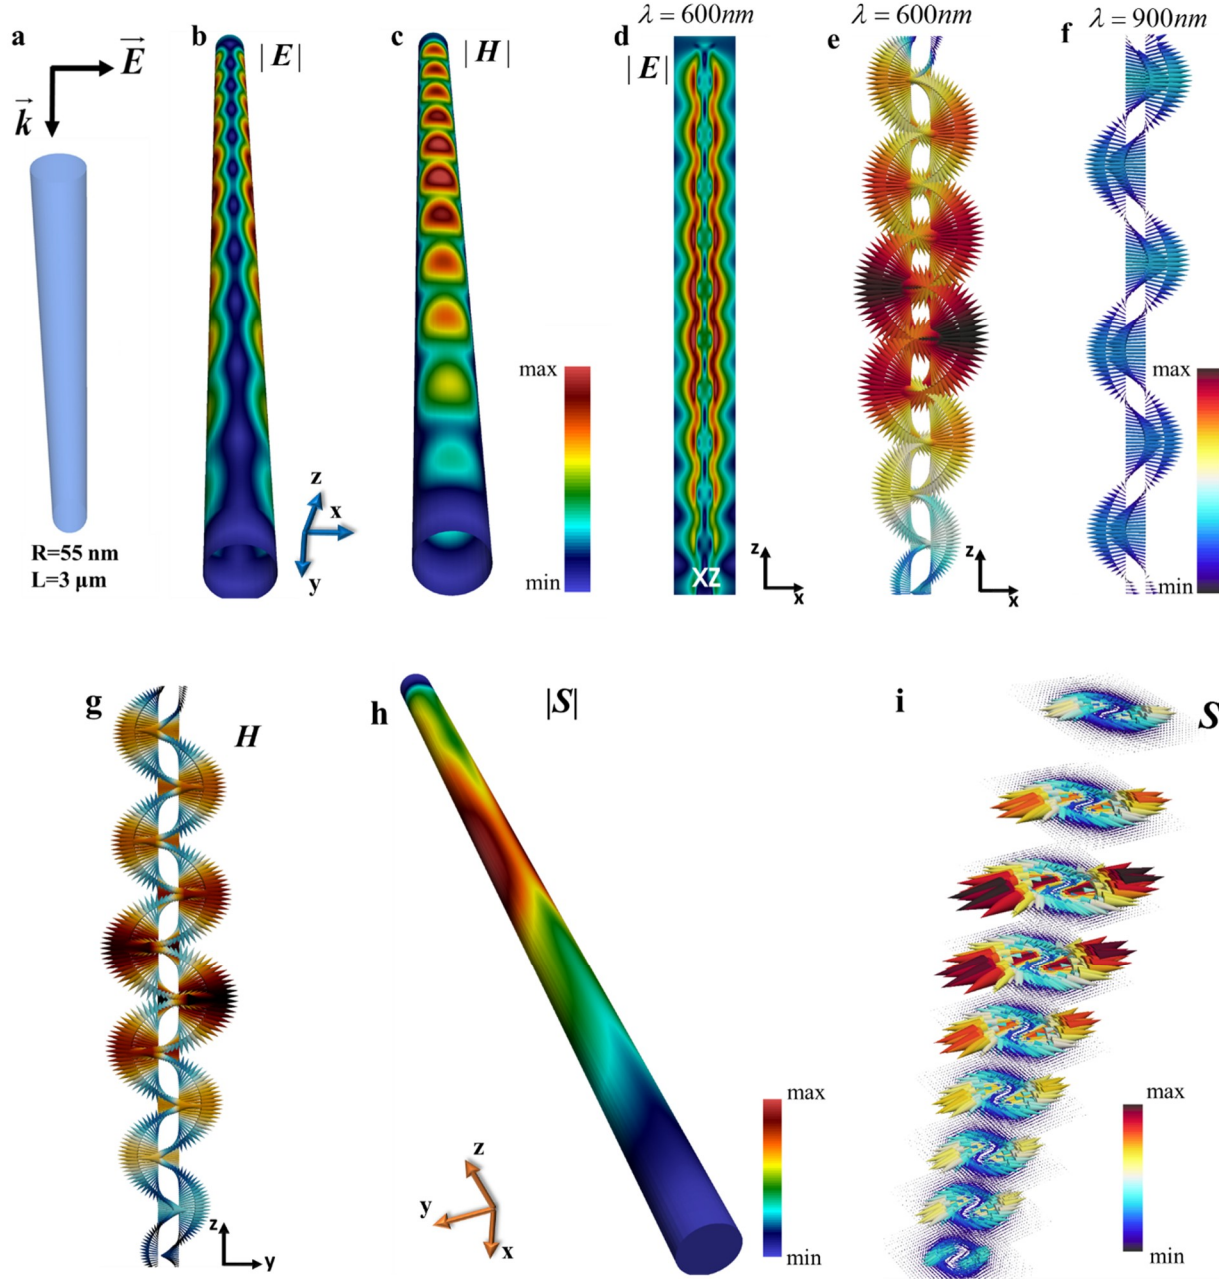 a
E
k
R=55 nm
L=3 µm
b
|E|
c
|H|
z
x
y
max
min
λ = 600nm
d
|E|
XZ
z
x
λ = 600nm
e
z
x
λ = 900nm
f
max
min
g
H
z
y
h
|S|
z
y
x
max
min
i
S
max
min